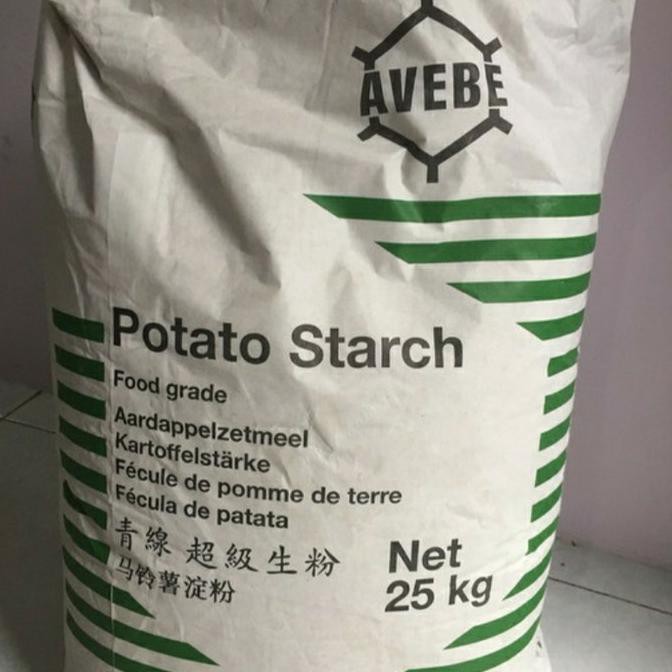 AVEBE
Potato Starch
Food grade
Aardappelzetmeel
Kartoffelstärke
Fécule de pomme de terre
Fécula de patata
青線 超級生粉
马铃薯淀粉
Net
25 kg